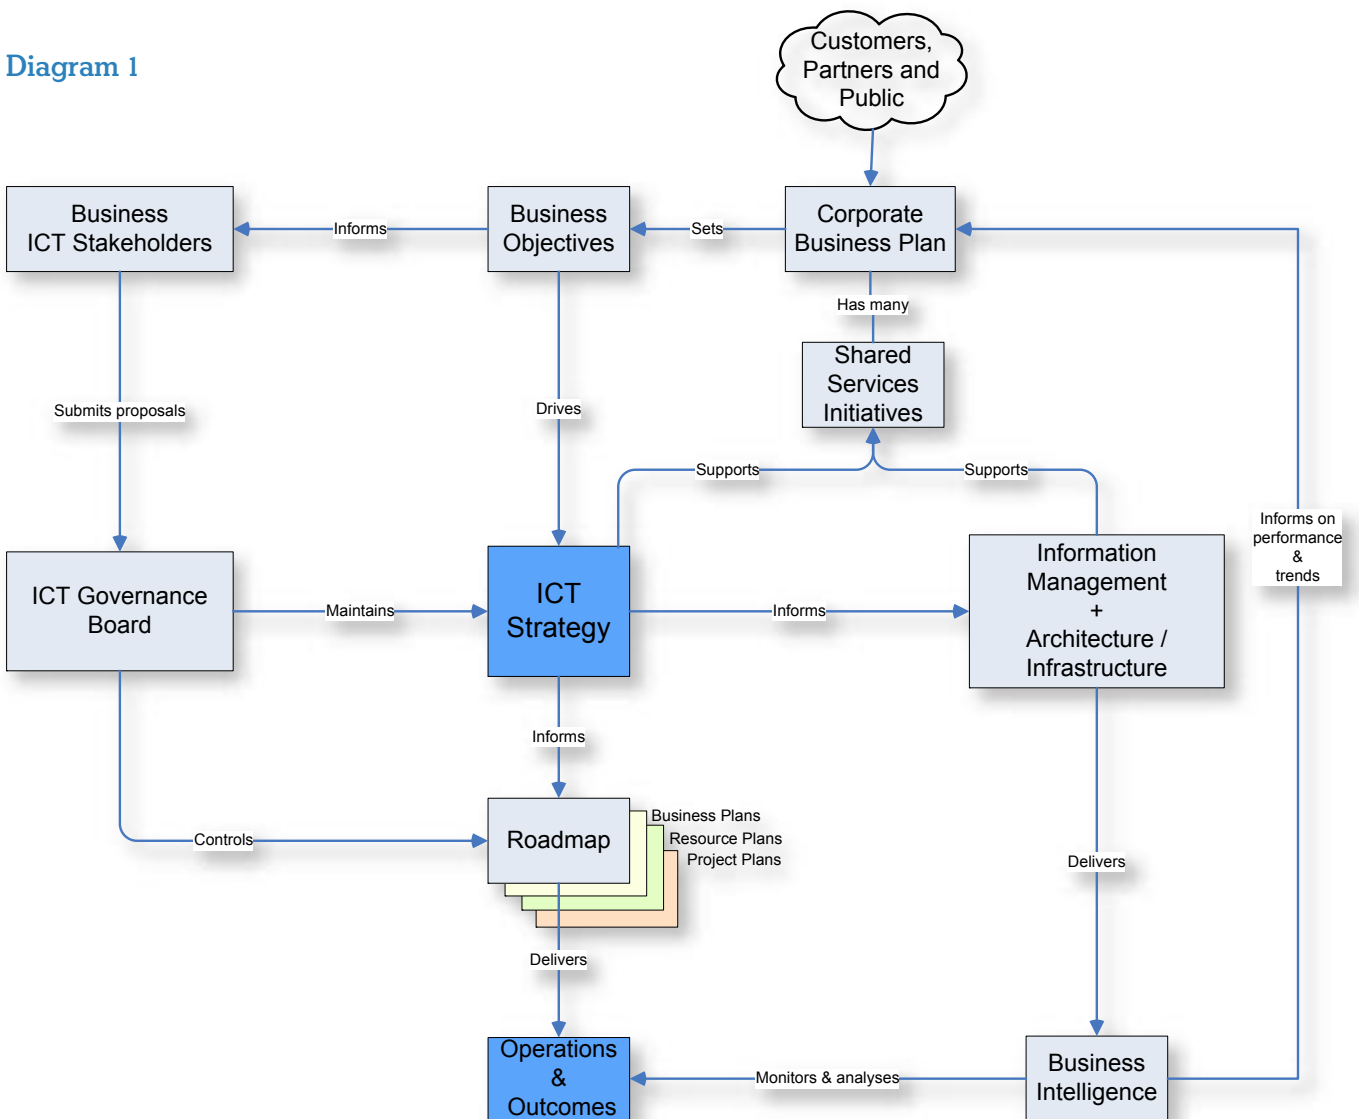 Diagram 1
Customers,
Partners and
Public
Business
ICT Stakeholders
Informs
Business
Objectives
Sets
Corporate
Business Plan
Has many
Shared
Services
Initiatives
Submits proposals
Drives
Supports
Supports
Informs on
performance
&
trends
ICT Governance
Board
Maintains
ICT
Strategy
Informs
Information
Management
+
Architecture /
Infrastructure
Informs
Controls
Roadmap
Business Plans
Resource Plans
Project Plans
Delivers
Delivers
Operations
&
Outcomes
Monitors & analyses
Business
Intelligence